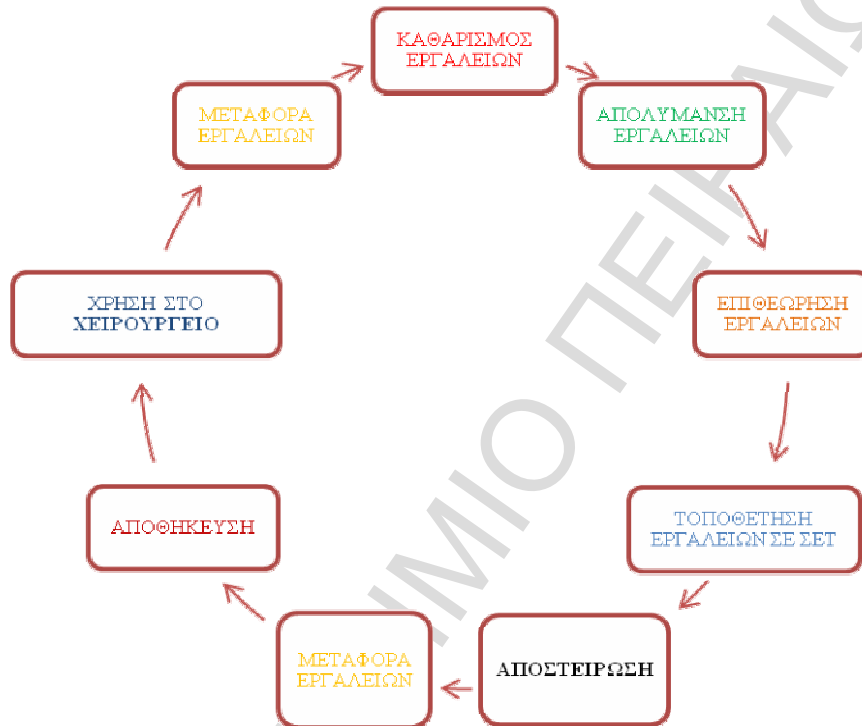 ΚΑΘΑΡΙΣΜΟΣ
ΕΡΓΑΛΕΙΩΝ
ΑΠΟΛΥΜΑΝΣΗ
ΕΡΓΑΛΕΙΩΝ
ΕΠΙΘΕΩΡΗΣΗ
ΕΡΓΑΛΕΙΩΝ
ΤΟΠΟΘΕΤΗΣΗ
ΕΡΓΑΛΕΙΩΝ ΣΕ ΣΕΤ
ΑΠΟΣΤΕΙΡΩΣΗ
ΜΕΤΑΦΟΡΑ
ΕΡΓΑΛΕΙΩΝ
ΑΠΟΘΗΚΕΥΣΗ
ΧΡΗΣΗ ΣΤΟ
ΧΕΙΡΟΥΡΓΕΙΟ
ΜΕΤΑΦΟΡΑ
ΕΡΓΑΛΕΙΩΝ